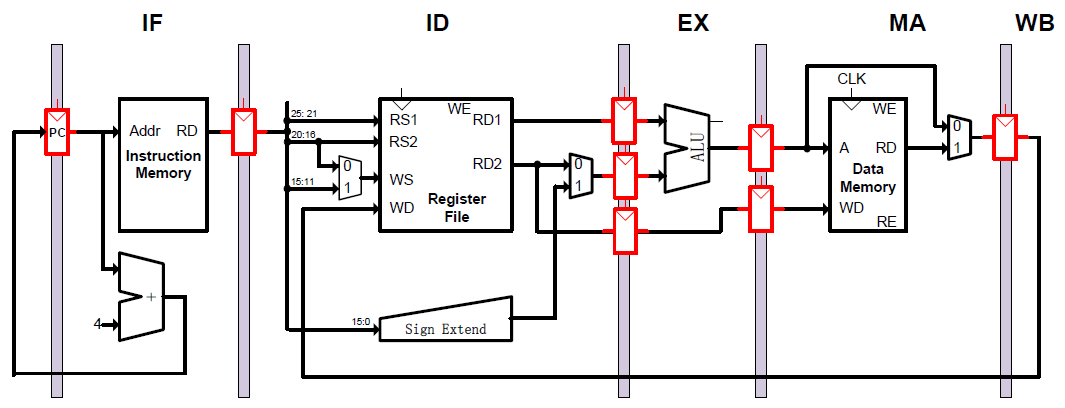 IF
ID
EX
MA
WB
PC
Addr
RD
Instruction
Memory
+
4
25: 21
20:16
15:11
15:0
0
1
WE
RS1
RD1
RS2
RD2
WS
WD
Register
File
Sign Extend
0
1
ALU
CLK
WE
A
RD
Data
Memory
WD
RE
0
1